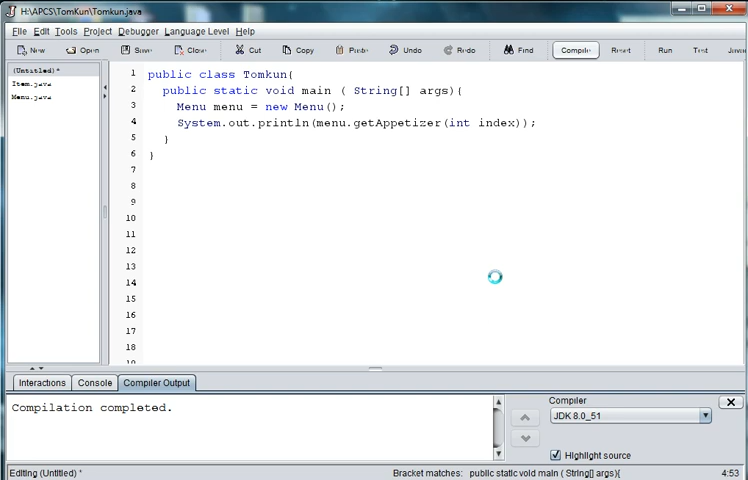 H:\APCS\TomKun\Tomkun.java
File Edit Tools Project Debugger Language Level Help
New Open Save Close Cut Copy Paste Undo Redo Find Compile Reset Run Test
(Untitled)*
Item.java
Menu.java
1 public class Tomkun{
2 public static void main ( String[] args){
3 Menu menu = new Menu();
4 System.out.println(menu.getAppetizer(int index));
5 }
6 }
7
8
9
10
11
12
13
14
15
16
17
18
19
Interactions Console Compiler Output
Compilation completed.
Compiler
JDK 8.0_51
Highlight source
Editing (Untitled) *
Bracket matches: public static void main ( String[] args){
4:53